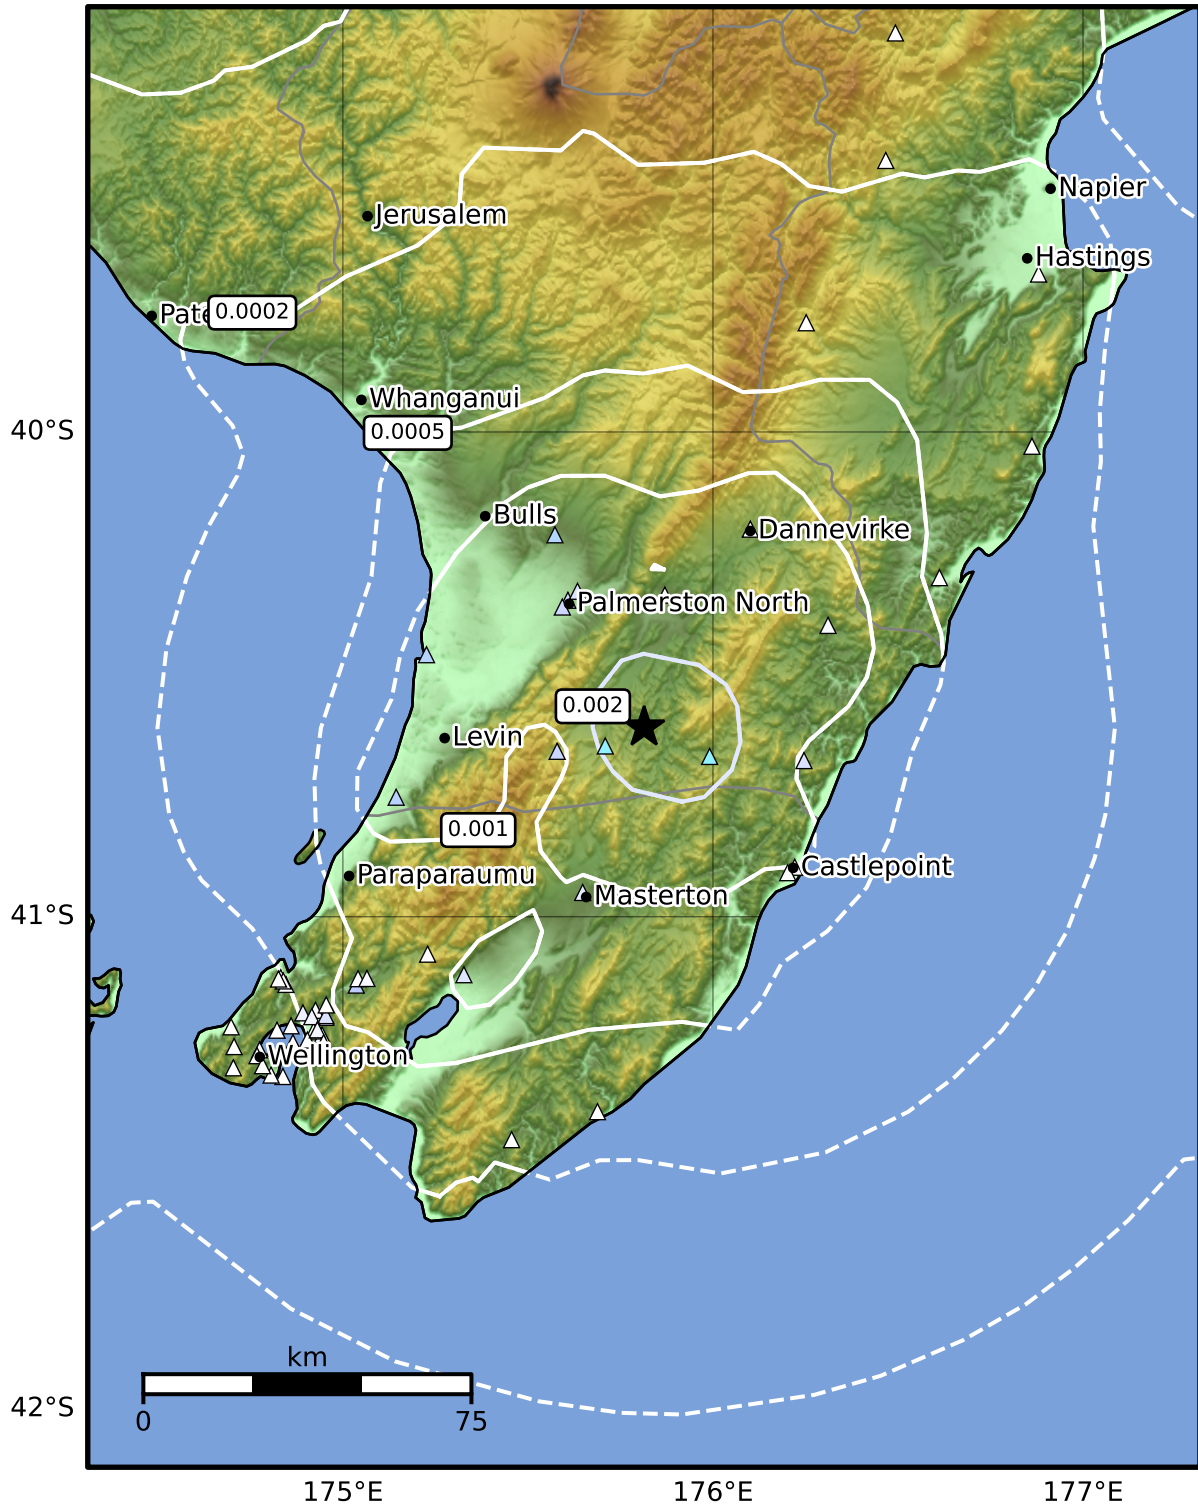 Napier
Jerusalem
Hastings
0.0002
Whanganui
0.0005
40°S
Bulls
Dannevirke
Palmerston North
0.002
Levin
0.001
Castlepoint
Paraparaumu
Masterton
41°S
Wellington
km
0 75
42°S
175°E 176°E 177°E